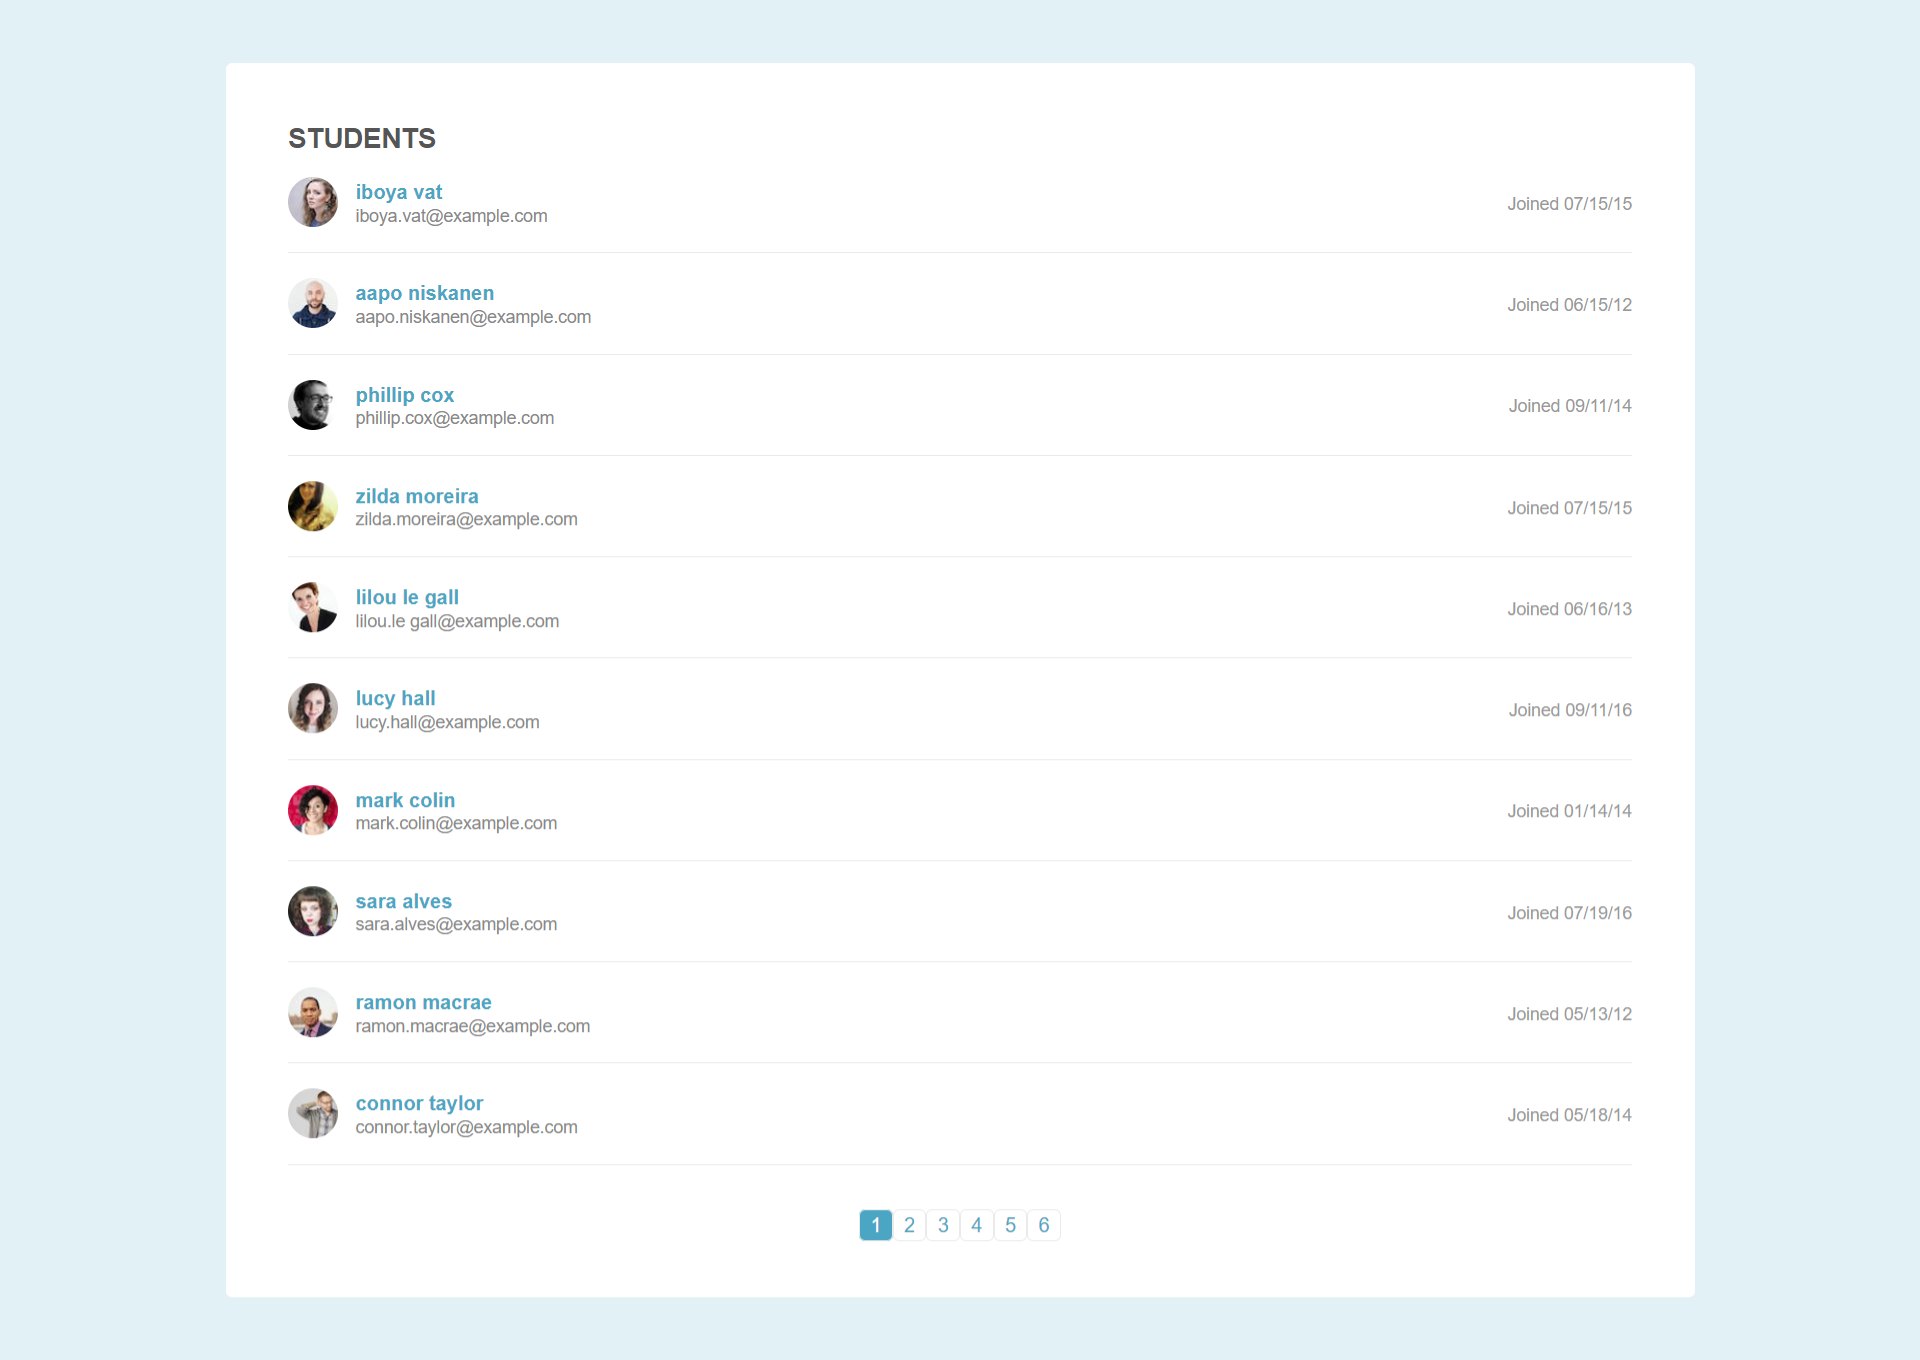 STUDENTS
iboya vat
iboya.vat@example.com
Joined 07/15/15
aapo niskanen
aapo.niskanen@example.com
Joined 06/15/12
phillip cox
phillip.cox@example.com
Joined 09/11/14
zilda moreira
zilda.moreira@example.com
Joined 07/15/15
lilou le gall
lilou.le gall@example.com
Joined 06/16/13
lucy hall
lucy.hall@example.com
Joined 09/11/16
mark colin
mark.colin@example.com
Joined 01/14/14
sara alves
sara.alves@example.com
Joined 07/19/16
ramon macrae
ramon.macrae@example.com
Joined 05/13/12
connor taylor
connor.taylor@example.com
Joined 05/18/14
1 2 3 4 5 6